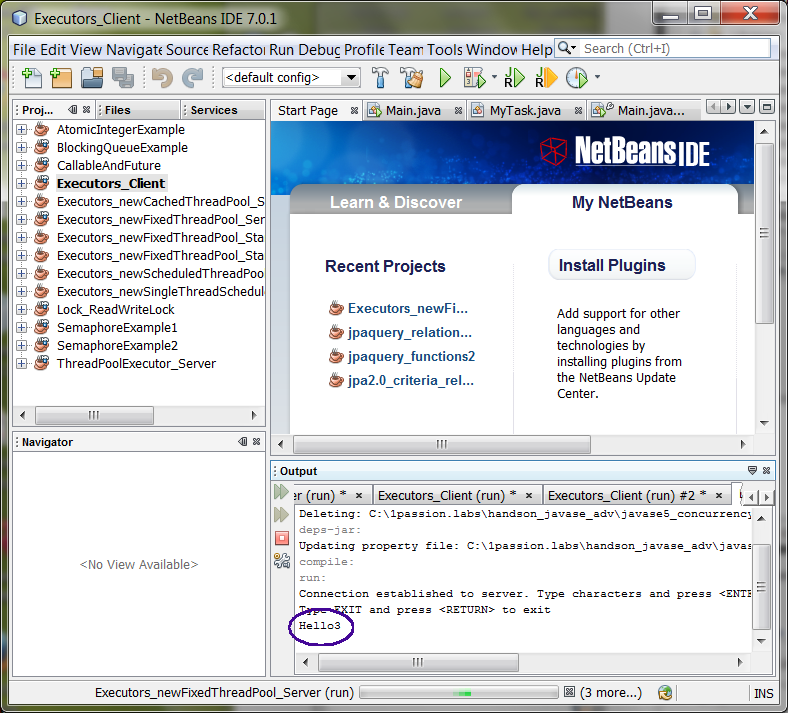 Executors_Client - NetBeans IDE 7.0.1
File Edit View Navigate Source Refactor Run Debug Profile Team Tools Window Help Search (Ctrl+I)
<default config>
Proj... Files Services
AtomicIntegerExample
BlockingQueueExample
CallableAndFuture
Executors_Client
Executors_newCachedThreadPool_S
Executors_newFixedThreadPool_Ser
Executors_newFixedThreadPool_Sta
Executors_newFixedThreadPool_Sta
Executors_newScheduledThreadPoo
Executors_newSingleThreadSchedul
Lock_ReadWriteLock
SemaphoreExample1
SemaphoreExample2
ThreadPoolExecutor_Server
Start Page Main.java MyTask.java Main.java...
NetBeans IDE
Learn & Discover My NetBeans
Recent Projects
Executors_newFi...
jpaquery_relation...
jpaquery_functions2
jpa2.0_criteria_rel...
Install Plugins
Add support for other
languages and
technologies by
installing plugins from
the NetBeans Update
Center.
Navigator
<No View Available>
Output
er (run) * Executors_Client (run) * Executors_Client (run) #2 *
Deleting: C:\1passion.labs\handson_javase_adv\javase5_concurrency
deps-jar:
Updating property file: C:\1passion.labs\handson_javase_adv\javas
compile:
run:
Connection established to server. Type characters and press <ENTE
Type EXIT and press <RETURN> to exit
Hello3
Executors_newFixedThreadPool_Server (run) (3 more...) INS